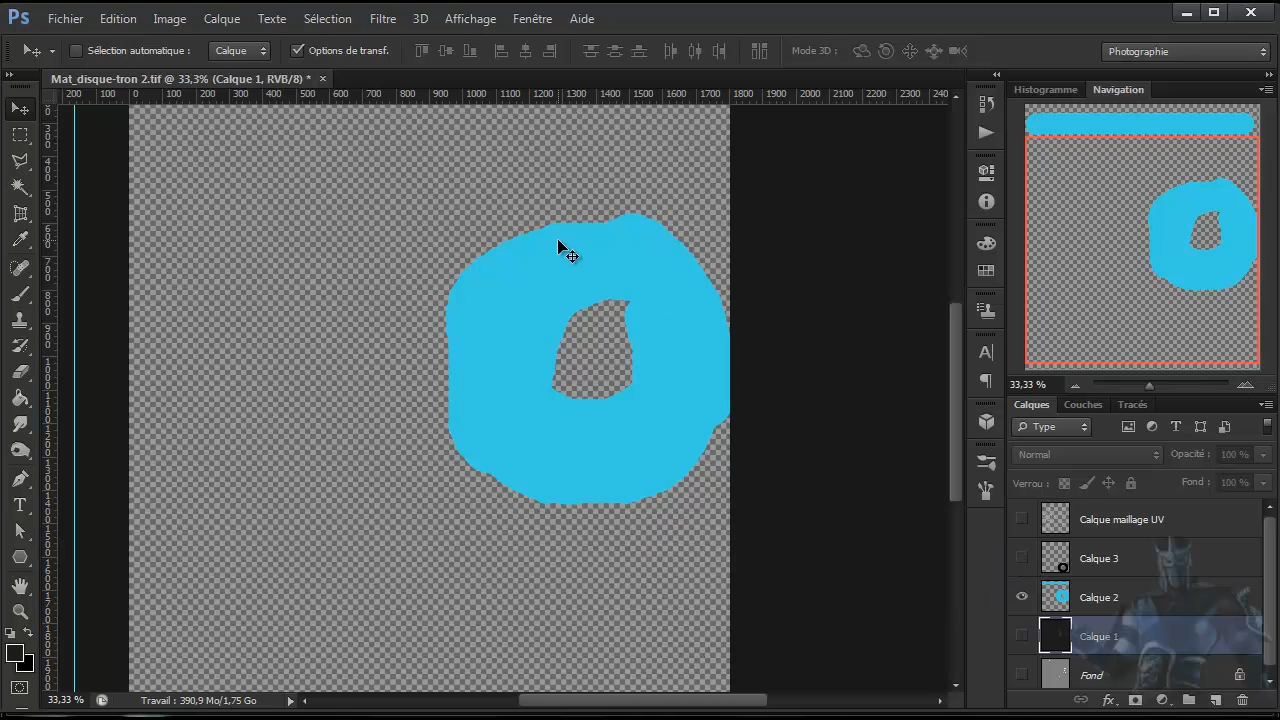 Ps Fichier Edition Image Calque Texte Sélection Filtre 3D Affichage Fenêtre Aide
Sélection automatique : Calque Options de transf. Mode 3D : Photographie
Mat_disque-tron 2.tif @ 33,3% (Calque 1, RVB/8) * ×
200 100 0 100 200 300 400 500 600 700 800 900 1000 1100 1200 1300 1400 1500 1600 1700 1800 1900 2000 2100 2200 2300 240
Histogramme Navigation
33,33 %
Calques Couches Tracés
Type
Normal Opacité : 100 %
Verrou : Fond : 100 %
Calque maillage UV
Calque 3
Calque 2
Calque 1
Fond
33,33 % Travail : 390,9 Mo/1,75 Go